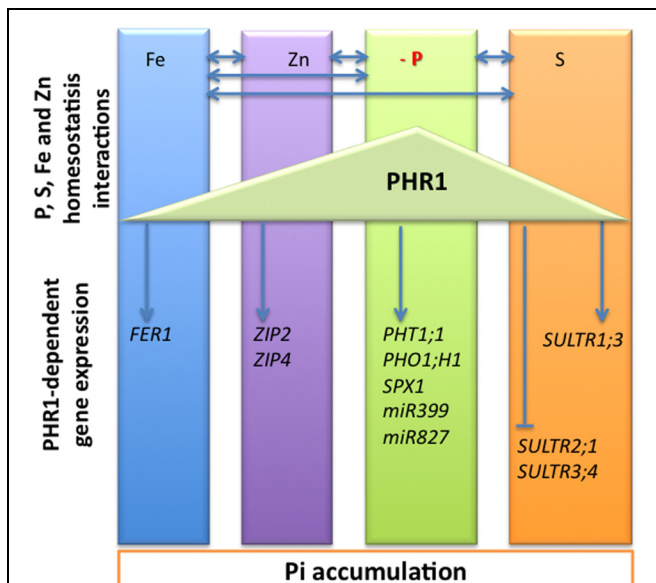 Fe Zn - P S
P, S, Fe and Zn
homesostatisis
interactions
PHR1
PHR1-dependent
gene expression
FER1
ZIP2
ZIP4
PHT1;1
PHO1;H1
SPX1
miR399
miR827
SULTR1;3
SULTR2;1
SULTR3;4
Pi accumulation